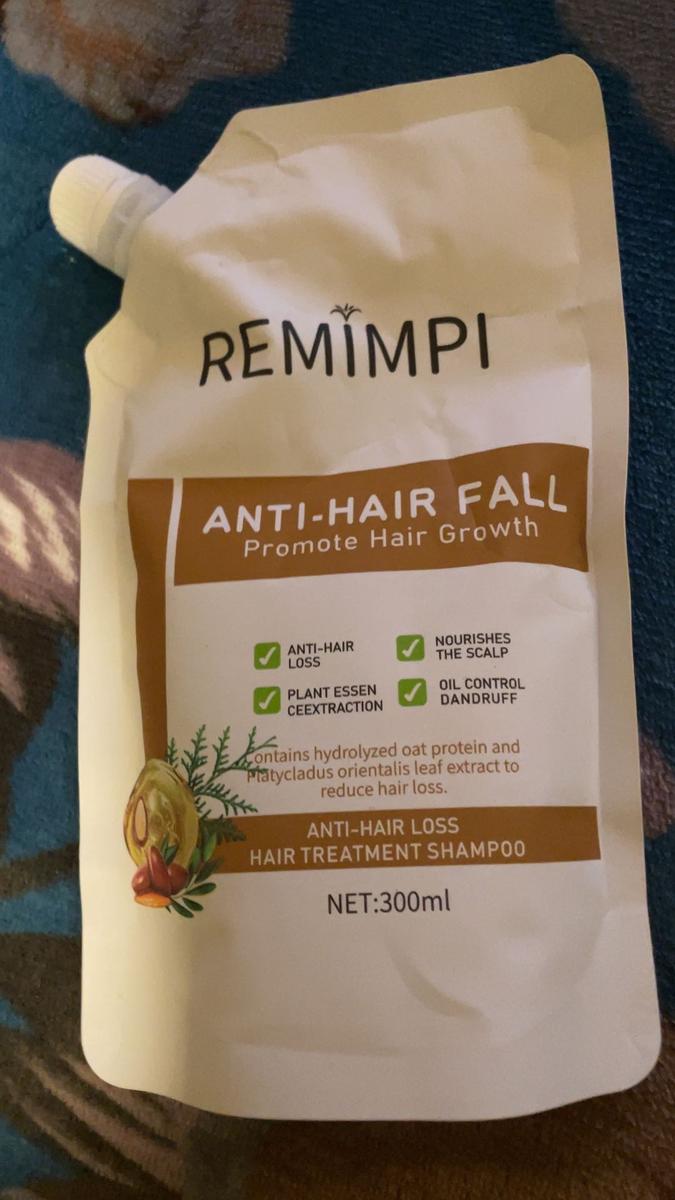 REMIMPI
ANTI-HAIR FALL
Promote Hair Growth
ANTI-HAIR
LOSS
NOURISHES
THE SCALP
PLANT ESSEN
CEEXTRACTION
OIL CONTROL
DANDRUFF
Contains hydrolyzed oat protein and
Platycladus orientalis leaf extract to
reduce hair loss.
ANTI-HAIR LOSS
HAIR TREATMENT SHAMPOO
NET:300ml